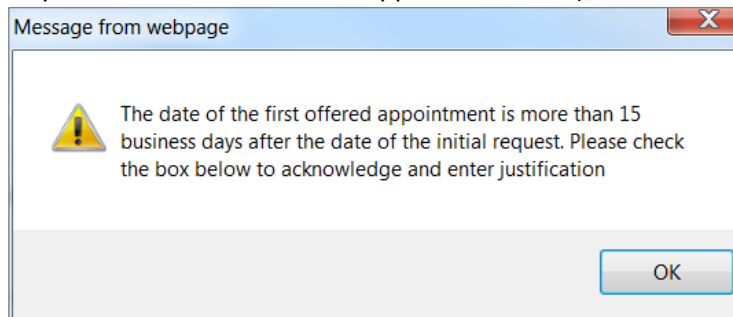 Message from webpage
The date of the first offered appointment is more than 15
business days after the date of the initial request. Please check
the box below to acknowledge and enter justification
OK